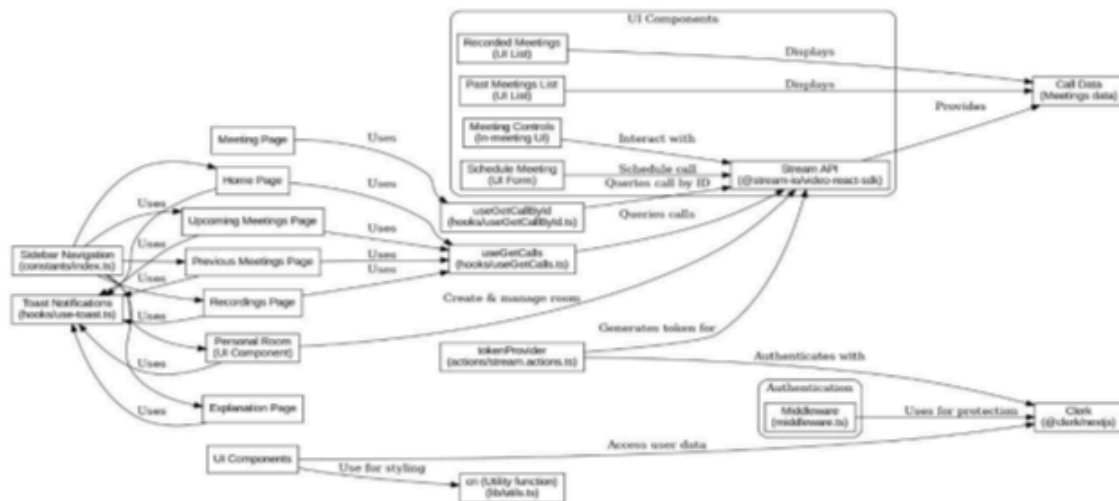 UI Components
Recorded Meetings
(UI List)
Displays
Past Meetings List
(UI List)
Displays
Call Data
(Meetings data)
Provides
Meeting Controls
(In-meeting UI)
Interact with
Schedule Meeting
(UI Form)
Schedule call
Stream API
(@stream-io/video-react-sdk)
Queries call by ID
Meeting Page
Uses
Home Page
Uses
useGetCallById
(hooks/useGetCallById.ts)
Queries calls
Uses
Upcoming Meetings Page
Uses
useGetCalls
(hooks/useGetCalls.ts)
Sidebar Navigation
(constants/index.ts)
Uses
Previous Meetings Page
Uses
Uses
Uses
Toast Notifications
(hooks/use-toast.ts)
Recordings Page
Create & manage room
Uses
Personal Room
(UI Component)
Generates token for
tokenProvider
(actions/stream.actions.ts)
Authenticates with
Uses
Explanation Page
Uses
Authentication
Middleware
(middleware.ts)
Uses for protection
Clerk
(@clerk/nextjs)
UI Components
Access user data
Use for styling
cn (Utility function)
(lib/utils.ts)